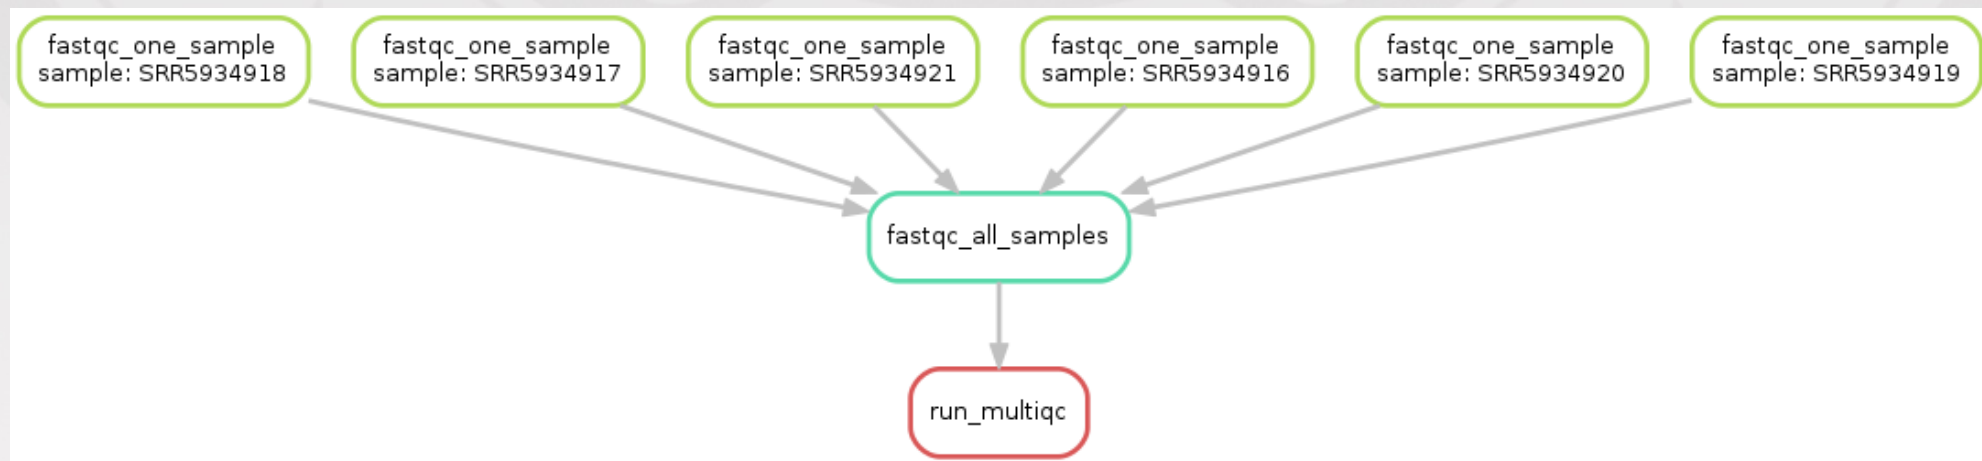 fastqc_one_sample
sample: SRR5934918
fastqc_one_sample
sample: SRR5934917
fastqc_one_sample
sample: SRR5934921
fastqc_one_sample
sample: SRR5934916
fastqc_one_sample
sample: SRR5934920
fastqc_one_sample
sample: SRR5934919
fastqc_all_samples
run_multiqc